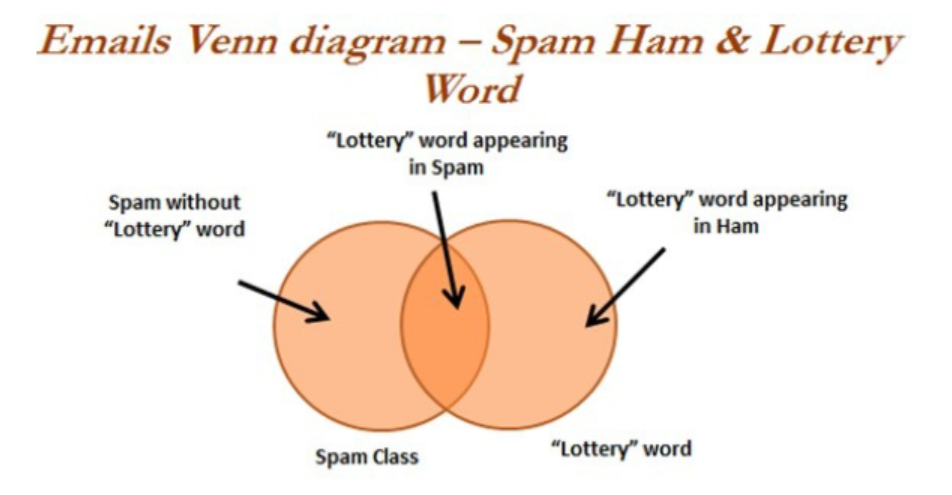 Emails Venn diagram – Spam Ham & Lottery
Word
“Lottery” word appearing
in Spam
Spam without
“Lottery” word
“Lottery” word appearing
in Ham
Spam Class
“Lottery” word